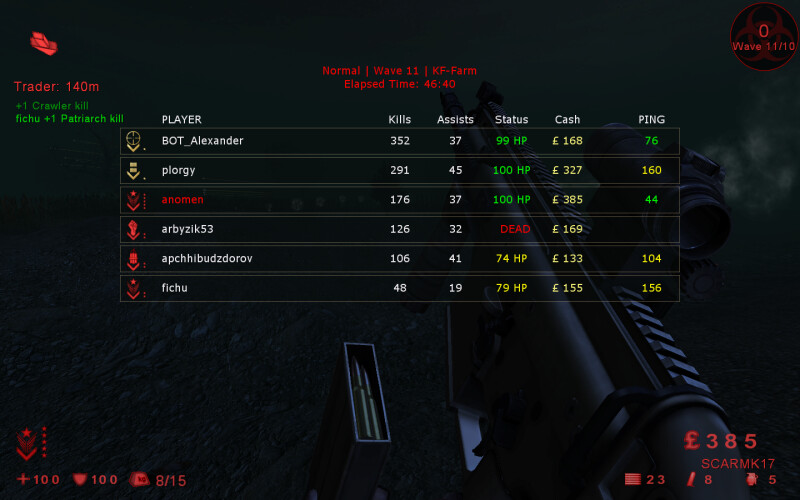 0
Wave 11/10
Normal | Wave 11 | KF-Farm
Elapsed Time: 46:40
Trader: 140m
+1 Crawler kill
fichu +1 Patriarch kill
PLAYER Kills Assists Status Cash PING
BOT_Alexander 352 37 99 HP £ 168 76
plorgy 291 45 100 HP £ 327 160
anomen 176 37 100 HP £ 385 44
arbyzik53 126 32 DEAD £ 169
apchhibudzdorov 106 41 74 HP £ 133 104
fichu 48 19 79 HP £ 155 156
£385
SCARMK17
100 100 8/15 23 8 5